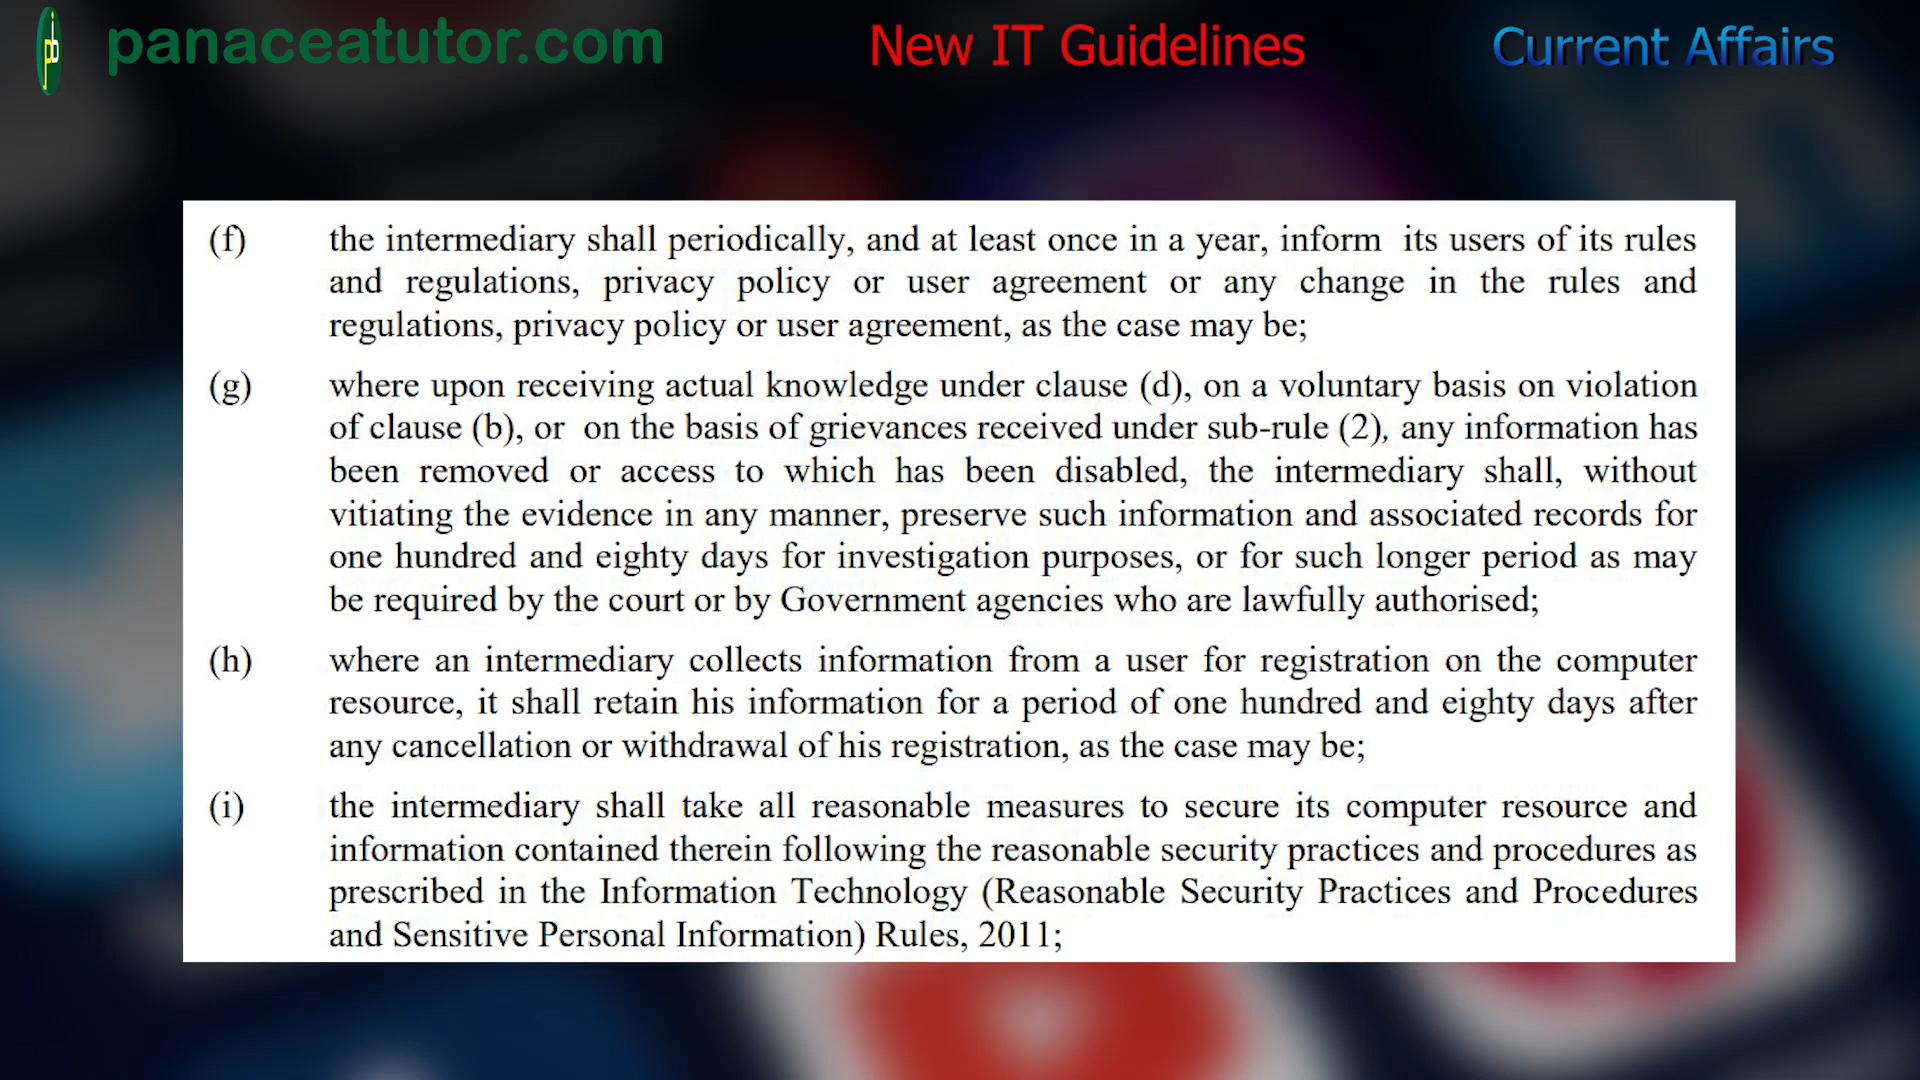 panaceatutor.com New IT Guidelines Current Affairs
(f) the intermediary shall periodically, and at least once in a year, inform its users of its rules
and regulations, privacy policy or user agreement or any change in the rules and
regulations, privacy policy or user agreement, as the case may be;
(g) where upon receiving actual knowledge under clause (d), on a voluntary basis on violation
of clause (b), or on the basis of grievances received under sub-rule (2), any information has
been removed or access to which has been disabled, the intermediary shall, without
vitiating the evidence in any manner, preserve such information and associated records for
one hundred and eighty days for investigation purposes, or for such longer period as may
be required by the court or by Government agencies who are lawfully authorised;
(h) where an intermediary collects information from a user for registration on the computer
resource, it shall retain his information for a period of one hundred and eighty days after
any cancellation or withdrawal of his registration, as the case may be;
(i) the intermediary shall take all reasonable measures to secure its computer resource and
information contained therein following the reasonable security practices and procedures as
prescribed in the Information Technology (Reasonable Security Practices and Procedures
and Sensitive Personal Information) Rules, 2011;